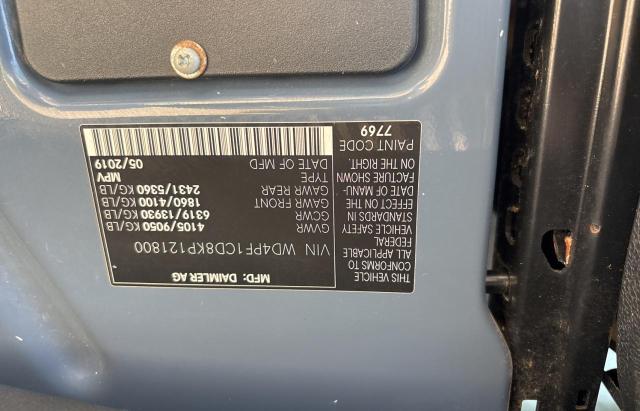 MFD: DAIMLER AG
VIN WD4PF1CD8KP121800
GVWR 4105/9050 KG/LB
GCWR 6319/13930 KG/LB
GAWR FRONT 1860/4100 KG/LB
GAWR REAR 2431/5360 KG/LB
TYPE MPV
DATE OF MFD 05/2019
THIS VEHICLE
CONFORMS TO
ALL APPLICABLE
FEDERAL
VEHICLE SAFETY
STANDARDS IN
EFFECT ON THE
DATE OF MANU-
FACTURE SHOWN
ON THE RIGHT.
PAINT CODE
7769